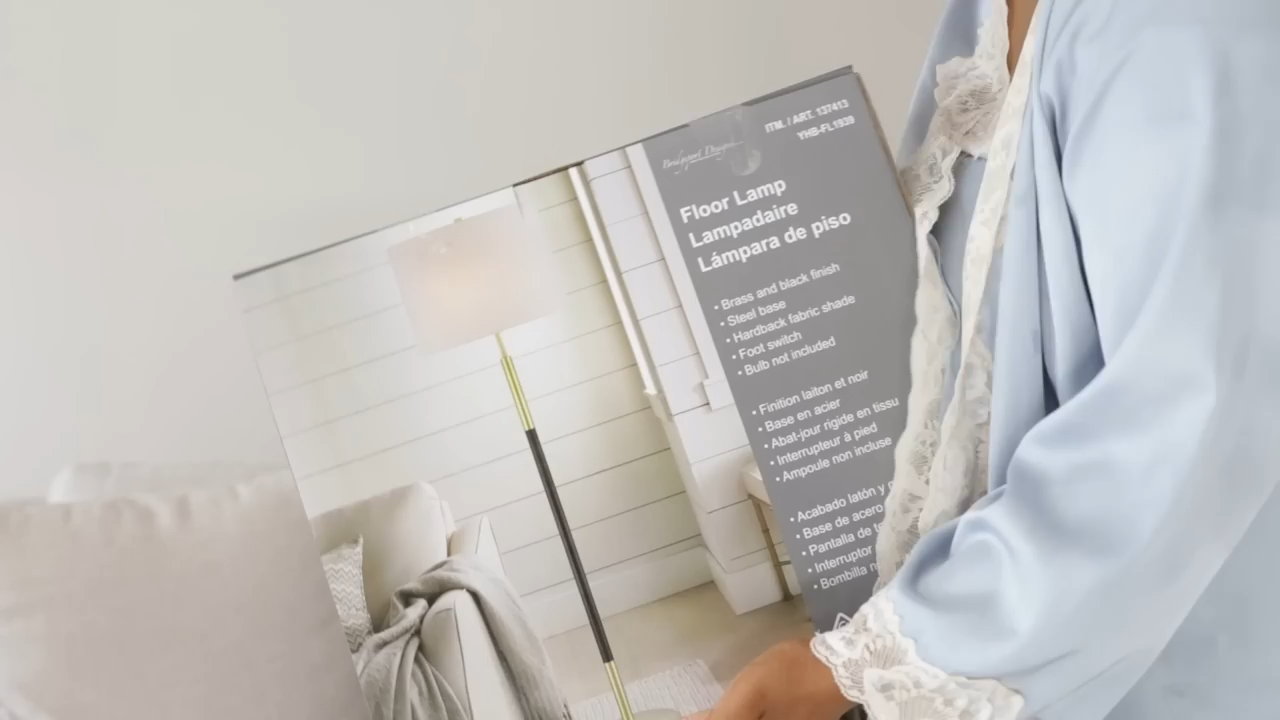 ITM. / ART. 137413
YHB-FL1939
Bridgeport Designs
Floor Lamp
Lampadaire
Lámpara de piso
• Brass and black finish
• Steel base
• Hardback fabric shade
• Foot switch
• Bulb not included
• Finition laiton et noir
• Base en acier
• Abat-jour rigide en tissu
• Interrupteur à pied
• Ampoule non incluse
• Acabado latón y
• Base de acero
• Pantalla de
• Interruptor
• Bombilla